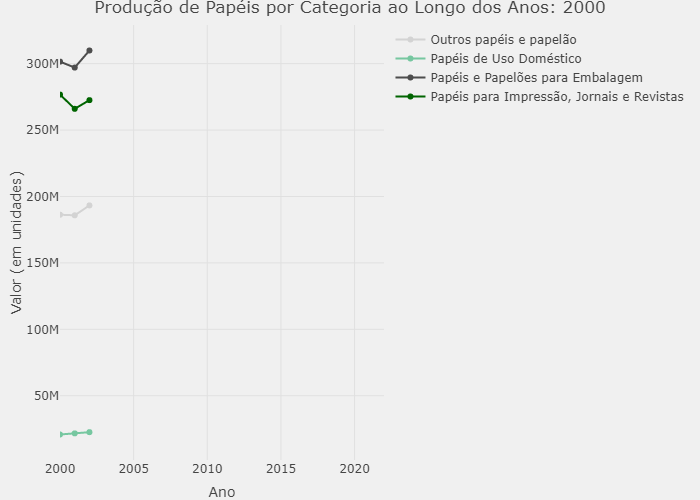 Produção de Papéis por Categoria ao Longo dos Anos: 2000
Outros papéis e papelão
Papéis de Uso Doméstico
Papéis e Papelões para Embalagem
Papéis para Impressão, Jornais e Revistas
300M
250M
200M
150M
100M
50M
Valor (em unidades)
2000 2005 2010 2015 2020
Ano